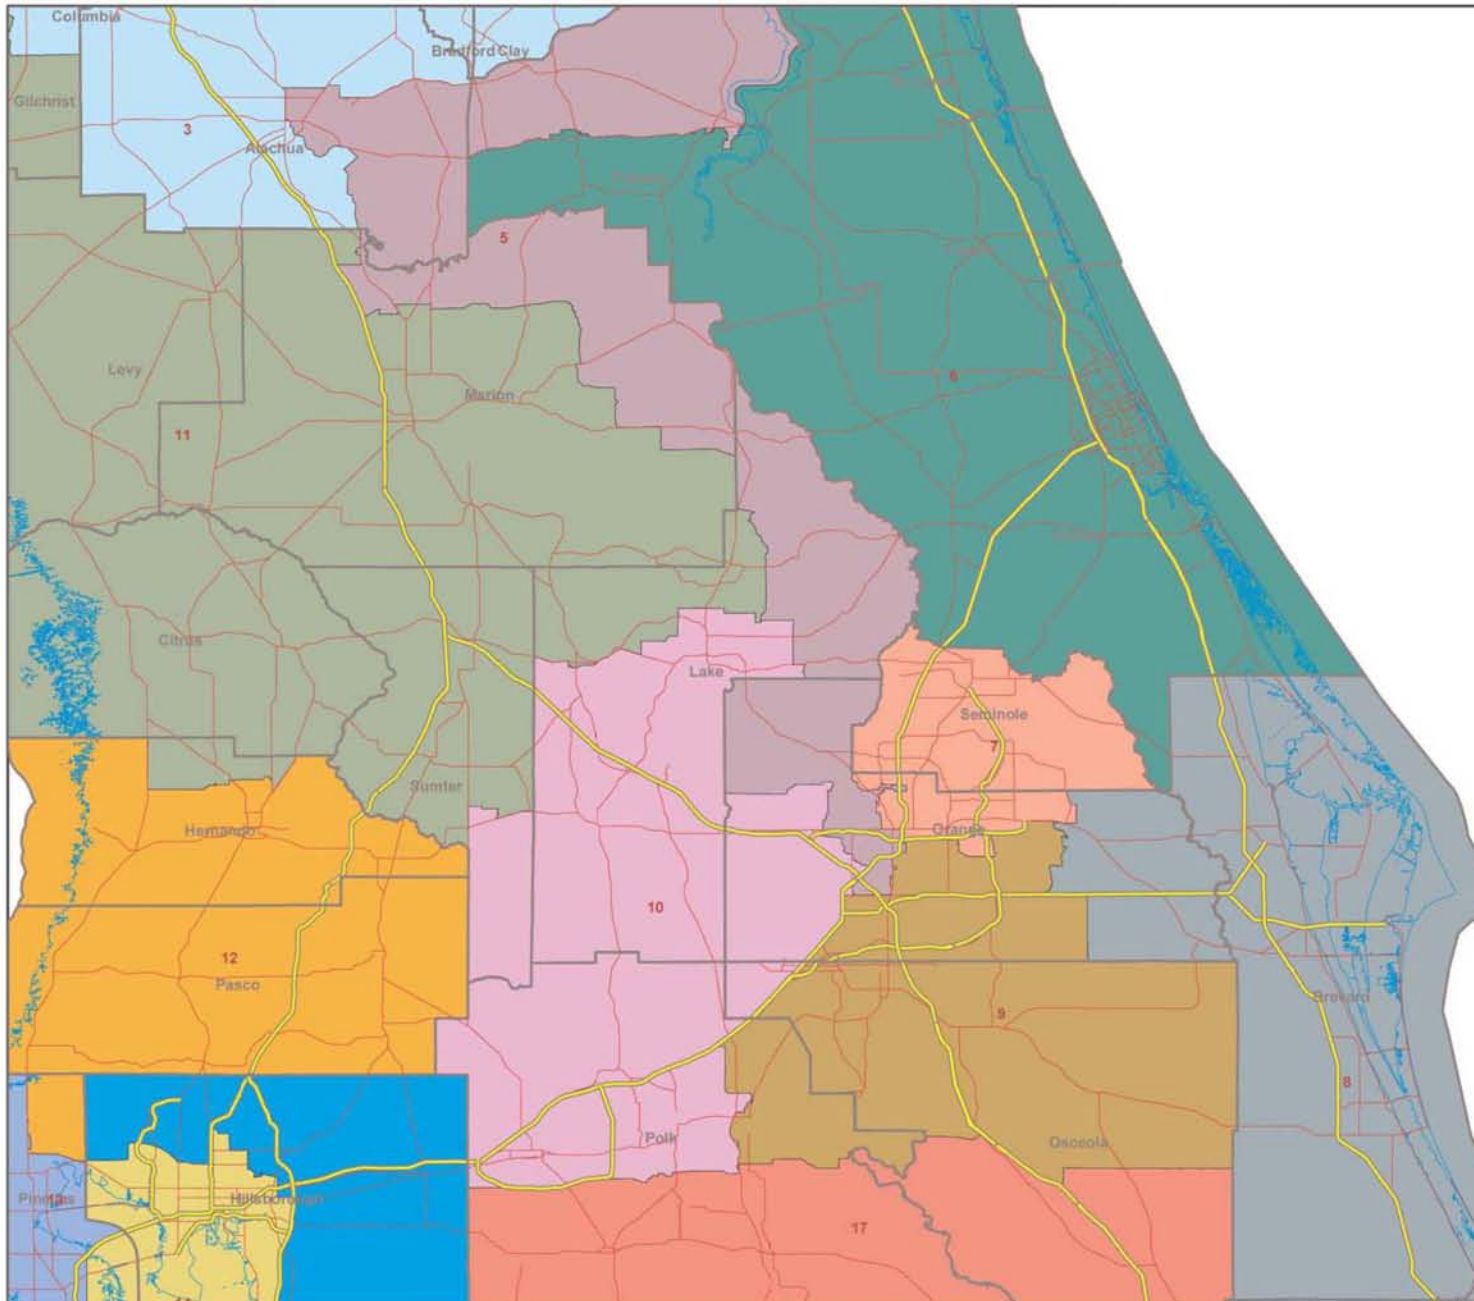 Columbia
Bradford Clay
Gilchrist
3
Alachua
Putnam
5
Levy
6
Marion
11
Citrus
Lake
Seminole
7
Sumter
Hernando
Orange
10
12
Pasco
Brevard
9
8
Polk
Osceola
Pinellas
Hillsborough
17